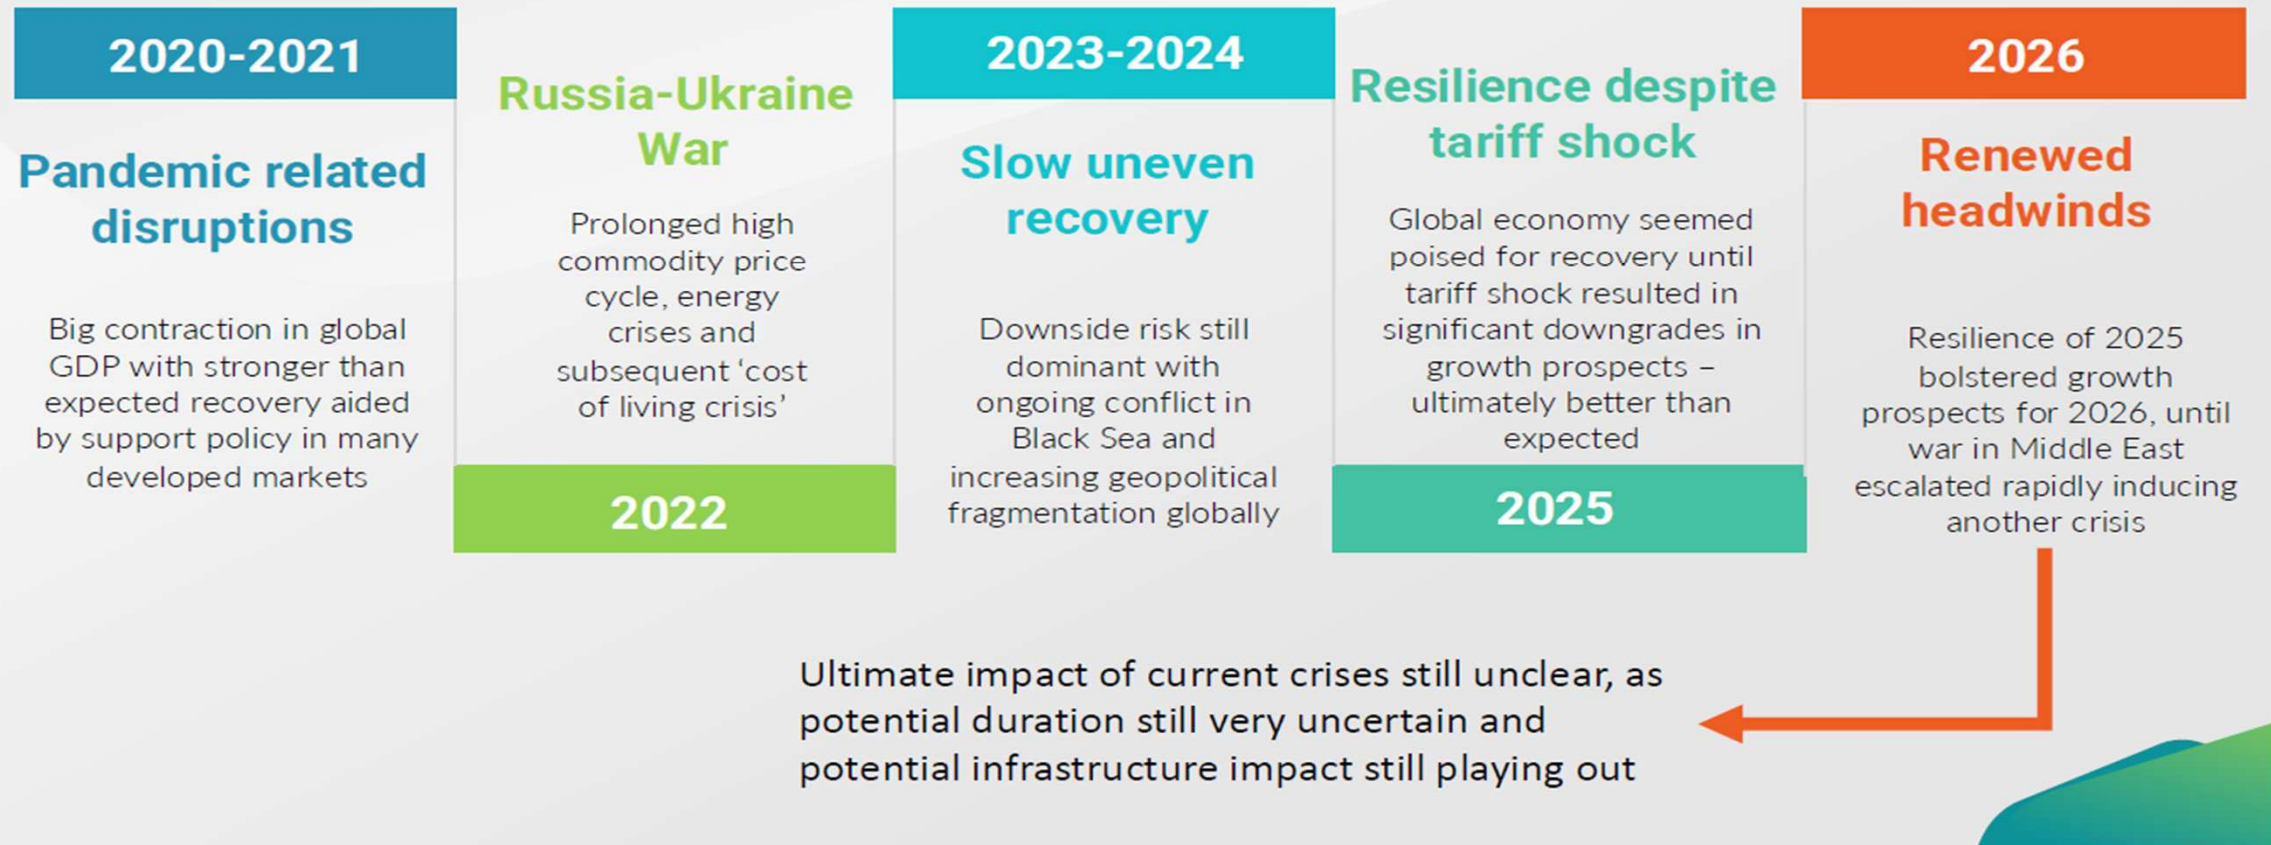 2020-2021
Pandemic related
disruptions
Big contraction in global
GDP with stronger than
expected recovery aided
by support policy in many
developed markets
Russia-Ukraine
War
Prolonged high
commodity price
cycle, energy
crises and
subsequent ‘cost
of living crisis’
2022
2023-2024
Slow uneven
recovery
Downside risk still
dominant with
ongoing conflict in
Black Sea and
increasing geopolitical
fragmentation globally
Resilience despite
tariff shock
Global economy seemed
poised for recovery until
tariff shock resulted in
significant downgrades in
growth prospects –
ultimately better than
expected
2025
2026
Renewed
headwinds
Resilience of 2025
bolstered growth
prospects for 2026, until
war in Middle East
escalated rapidly inducing
another crisis
Ultimate impact of current crises still unclear, as
potential duration still very uncertain and
potential infrastructure impact still playing out